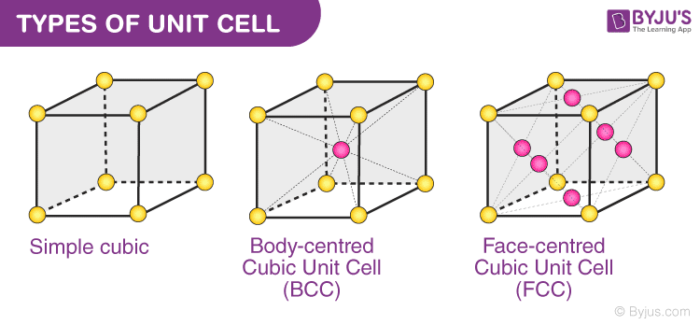 TYPES OF UNIT CELL
BYJU'S
The Learning App
Simple cubic
Body-centred
Cubic Unit Cell
(BCC)
Face-centred
Cubic Unit Cell
(FCC)
© Byjus.com